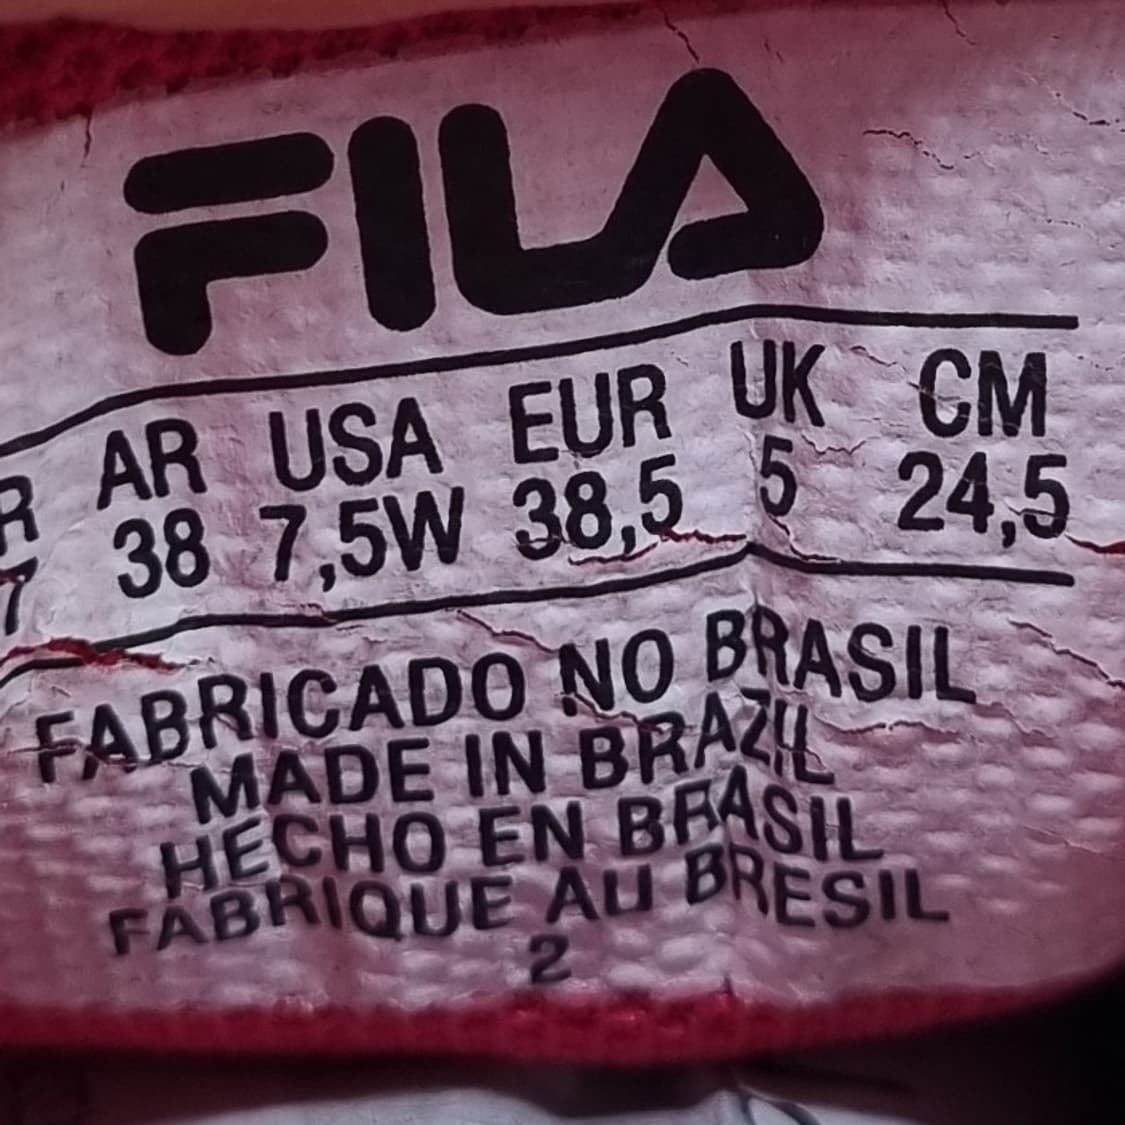 FILA
AR USA EUR UK CM
38 7,5W 38,5 5 24,5
FABRICADO NO BRASIL
MADE IN BRAZIL
HECHO EN BRASIL
FABRIQUE AU BRESIL
2